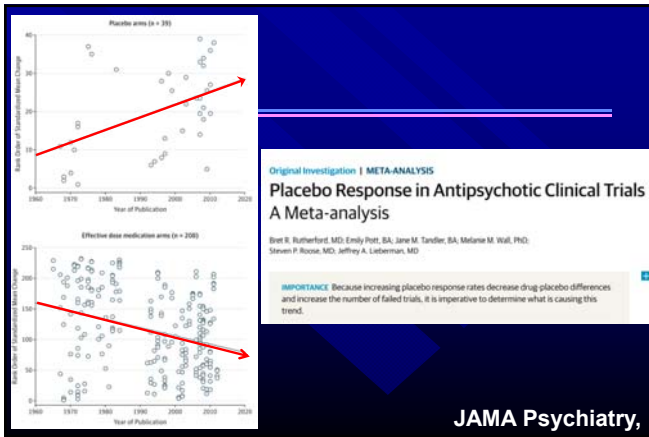 Placebo arms (n = 39)
40
30
20
10
0
Rank Order of Standardized Mean Change
1960
1970
1980
1990
2000
2010
2020
Year of Publication
Effective dose medication arms (n = 208)
250
200
150
100
50
0
Rank Order of Standardized Mean Change
1960
1970
1980
1990
2000
2010
2020
Year of Publication
Original Investigation | META-ANALYSIS
Placebo Response in Antipsychotic Clinical Trials
A Meta-analysis
Bret R. Rutherford, MD; Emily Pott, BA; Jane M. Tandler, BA; Melanie M. Wall, PhD;
Steven P. Roose, MD; Jeffrey A. Lieberman, MD
IMPORTANCE Because increasing placebo response rates decrease drug-placebo differences
and increase the number of failed trials, it is imperative to determine what is causing this
trend.
JAMA Psychiatry,